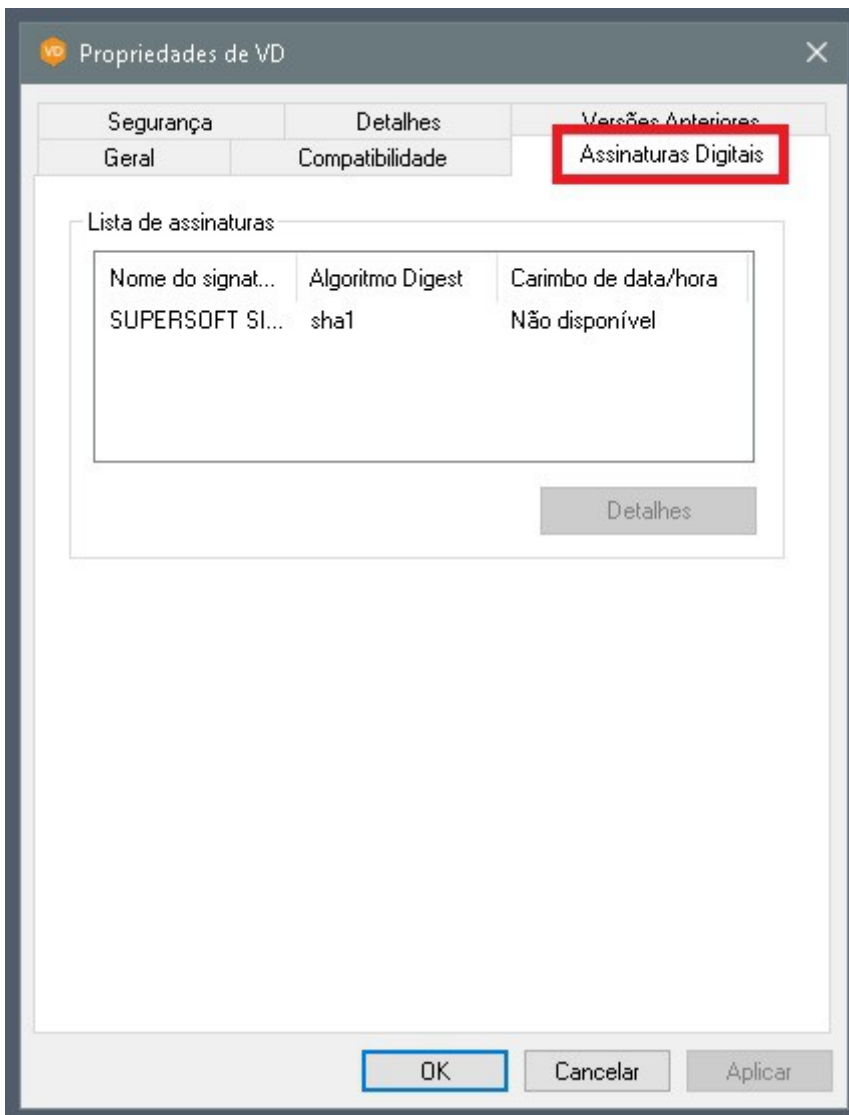 VD Propriedades de VD
Segurança Detalhes Versões Anteriores
Geral Compatibilidade Assinaturas Digitais
Lista de assinaturas
Nome do signat... Algoritmo Digest Carimbo de data/hora
SUPERSOFT SI... sha1 Não disponível
Detalhes
OK Cancelar Aplicar